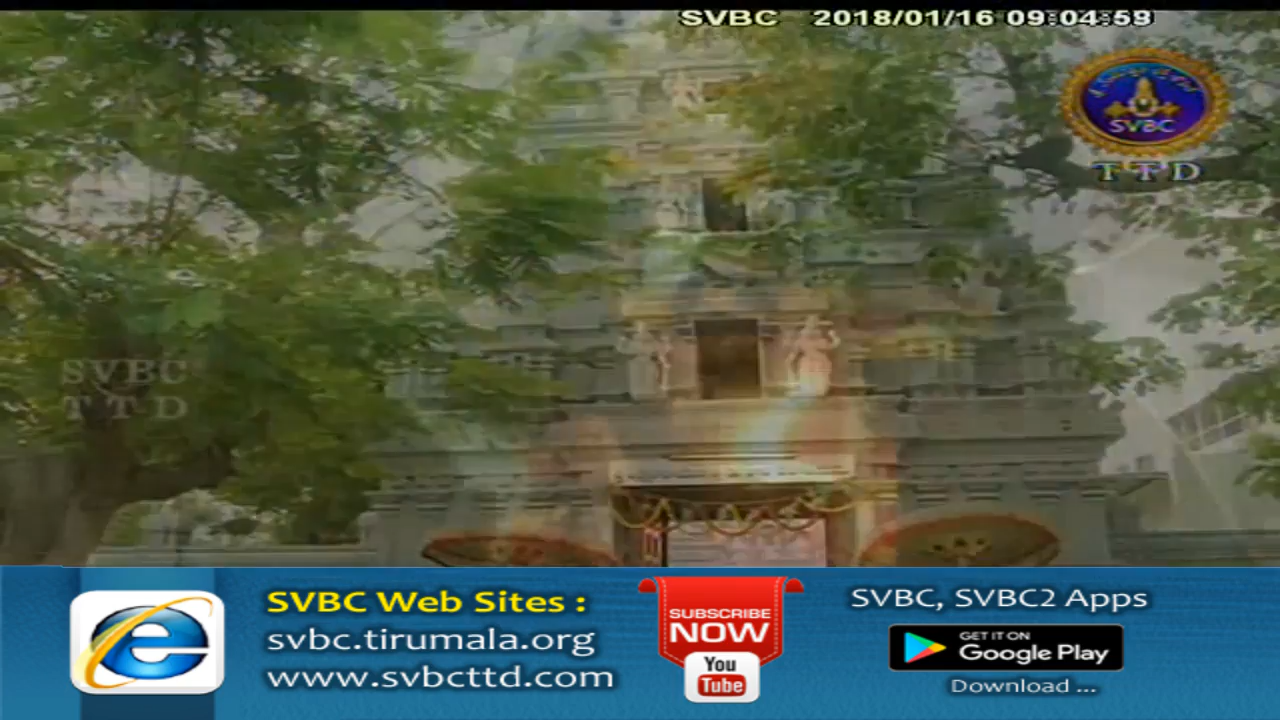 SVBC 2018/01/16 09:04:59
SVBC
TTD
SVBC
TTD
SVBC Web Sites :
svbc.tirumala.org
www.svbcttd.com
SUBSCRIBE
NOW
You
Tube
SVBC, SVBC2 Apps
GET IT ON
Google Play
Download ...